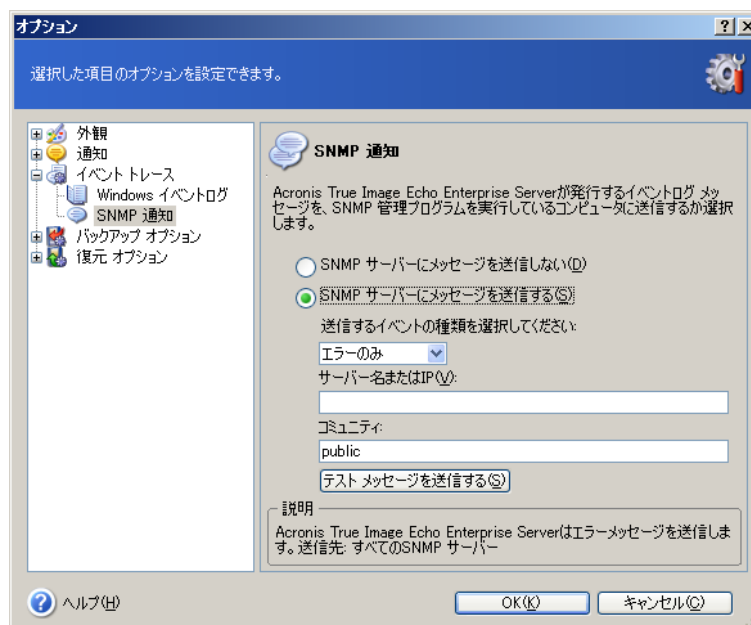 オプション
選択した項目のオプションを設定できます。
外観
通知
イベント トレース
Windows イベントログ
SNMP 通知
バックアップ オプション
復元 オプション
SNMP 通知
Acronis True Image Echo Enterprise Serverが発行するイベントログ メッ
セージを、SNMP 管理プログラムを実行しているコンピュータに送信するか選択
します。
SNMP サーバーにメッセージを送信しない(D)
SNMP サーバーにメッセージを送信する(S)
送信するイベントの種類を選択してください:
エラーのみ
サーバー名またはIP(V):
コミュニティ:
public
テスト メッセージを送信する(S)
説明
Acronis True Image Echo Enterprise Serverはエラーメッセージを送信しま
す。送信先: すべてのSNMP サーバー
ヘルプ(H)
OK(K)
キャンセル(C)